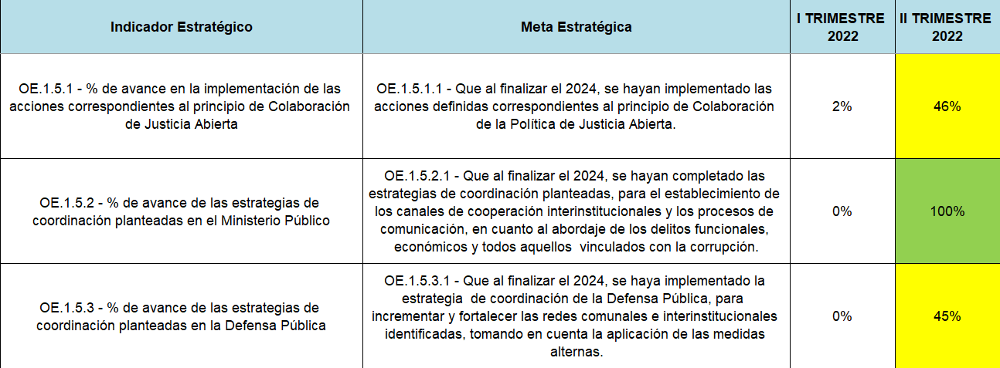 Indicador Estratégico
Meta Estratégica
I TRIMESTRE
2022
II TRIMESTRE
2022
OE.1.5.1 - % de avance en la implementación de las
acciones correspondientes al principio de Colaboración
de Justicia Abierta
OE.1.5.1.1 - Que al finalizar el 2024, se hayan implementado las
acciones definidas correspondientes al principio de Colaboración
de la Política de Justicia Abierta.
2%
46%
OE.1.5.2 - % de avance de las estrategias de
coordinación planteadas en el Ministerio Público
OE.1.5.2.1 - Que al finalizar el 2024, se hayan completado las
estrategias de coordinación planteadas, para el establecimiento de
los canales de cooperación interinstitucionales y los procesos de
comunicación, en cuanto al abordaje de los delitos funcionales,
económicos y todos aquellos  vinculados con la corrupción.
0%
100%
OE.1.5.3 - % de avance de las estrategias de
coordinación planteadas en la Defensa Pública
OE.1.5.3.1 - Que al finalizar el 2024, se haya implementado la
estrategia  de coordinación de la Defensa Pública, para
incrementar y fortalecer las redes comunales e interinstitucionales
identificadas, tomando en cuenta la aplicación de las medidas
alternas.
0%
45%